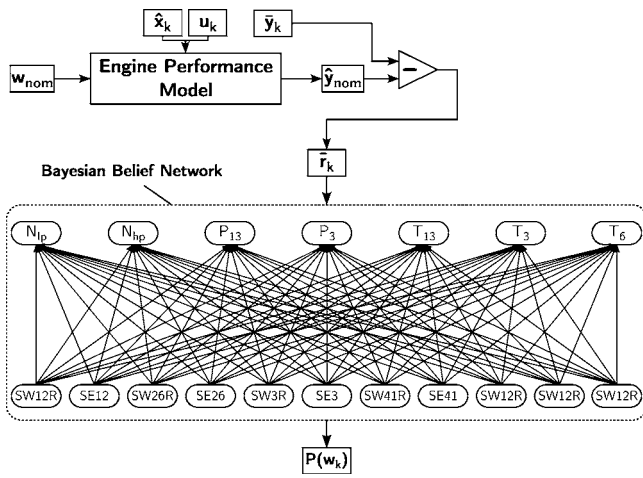 x̂k uk ȳk
wnom Engine Performance Model ŷnom −
r̄k
Bayesian Belief Network
Nlp Nhp P13 P3 T13 T3 T6
SW12R SE12 SW26R SE26 SW3R SE3 SW41R SE41 SW12R SW12R SW12R
P(wk)